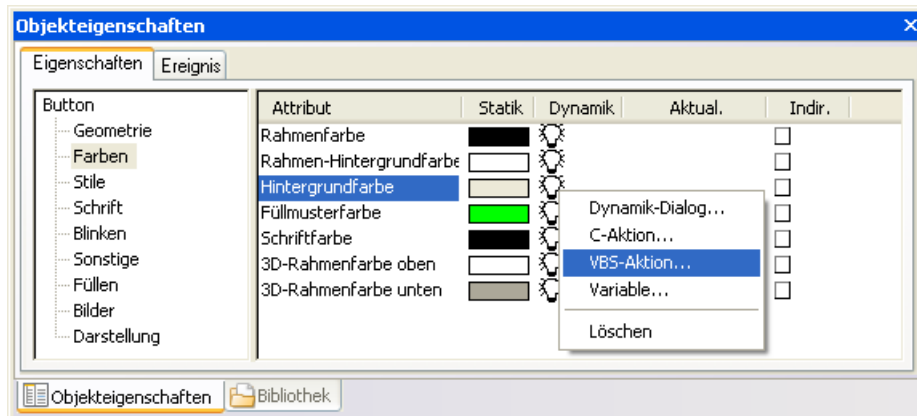 Objekteigenschaften
Eigenschaften Ereignis
Button
Geometrie
Farben
Stile
Schrift
Blinken
Sonstige
Füllen
Bilder
Darstellung
Attribut Statik Dynamik Aktual. Indir.
Rahmenfarbe
Rahmen-Hintergrundfarbe
Hintergrundfarbe
Füllmusterfarbe
Schriftfarbe
3D-Rahmenfarbe oben
3D-Rahmenfarbe unten
Dynamik-Dialog...
C-Aktion...
VBS-Aktion...
Variable...
Löschen
Objekteigenschaften Bibliothek